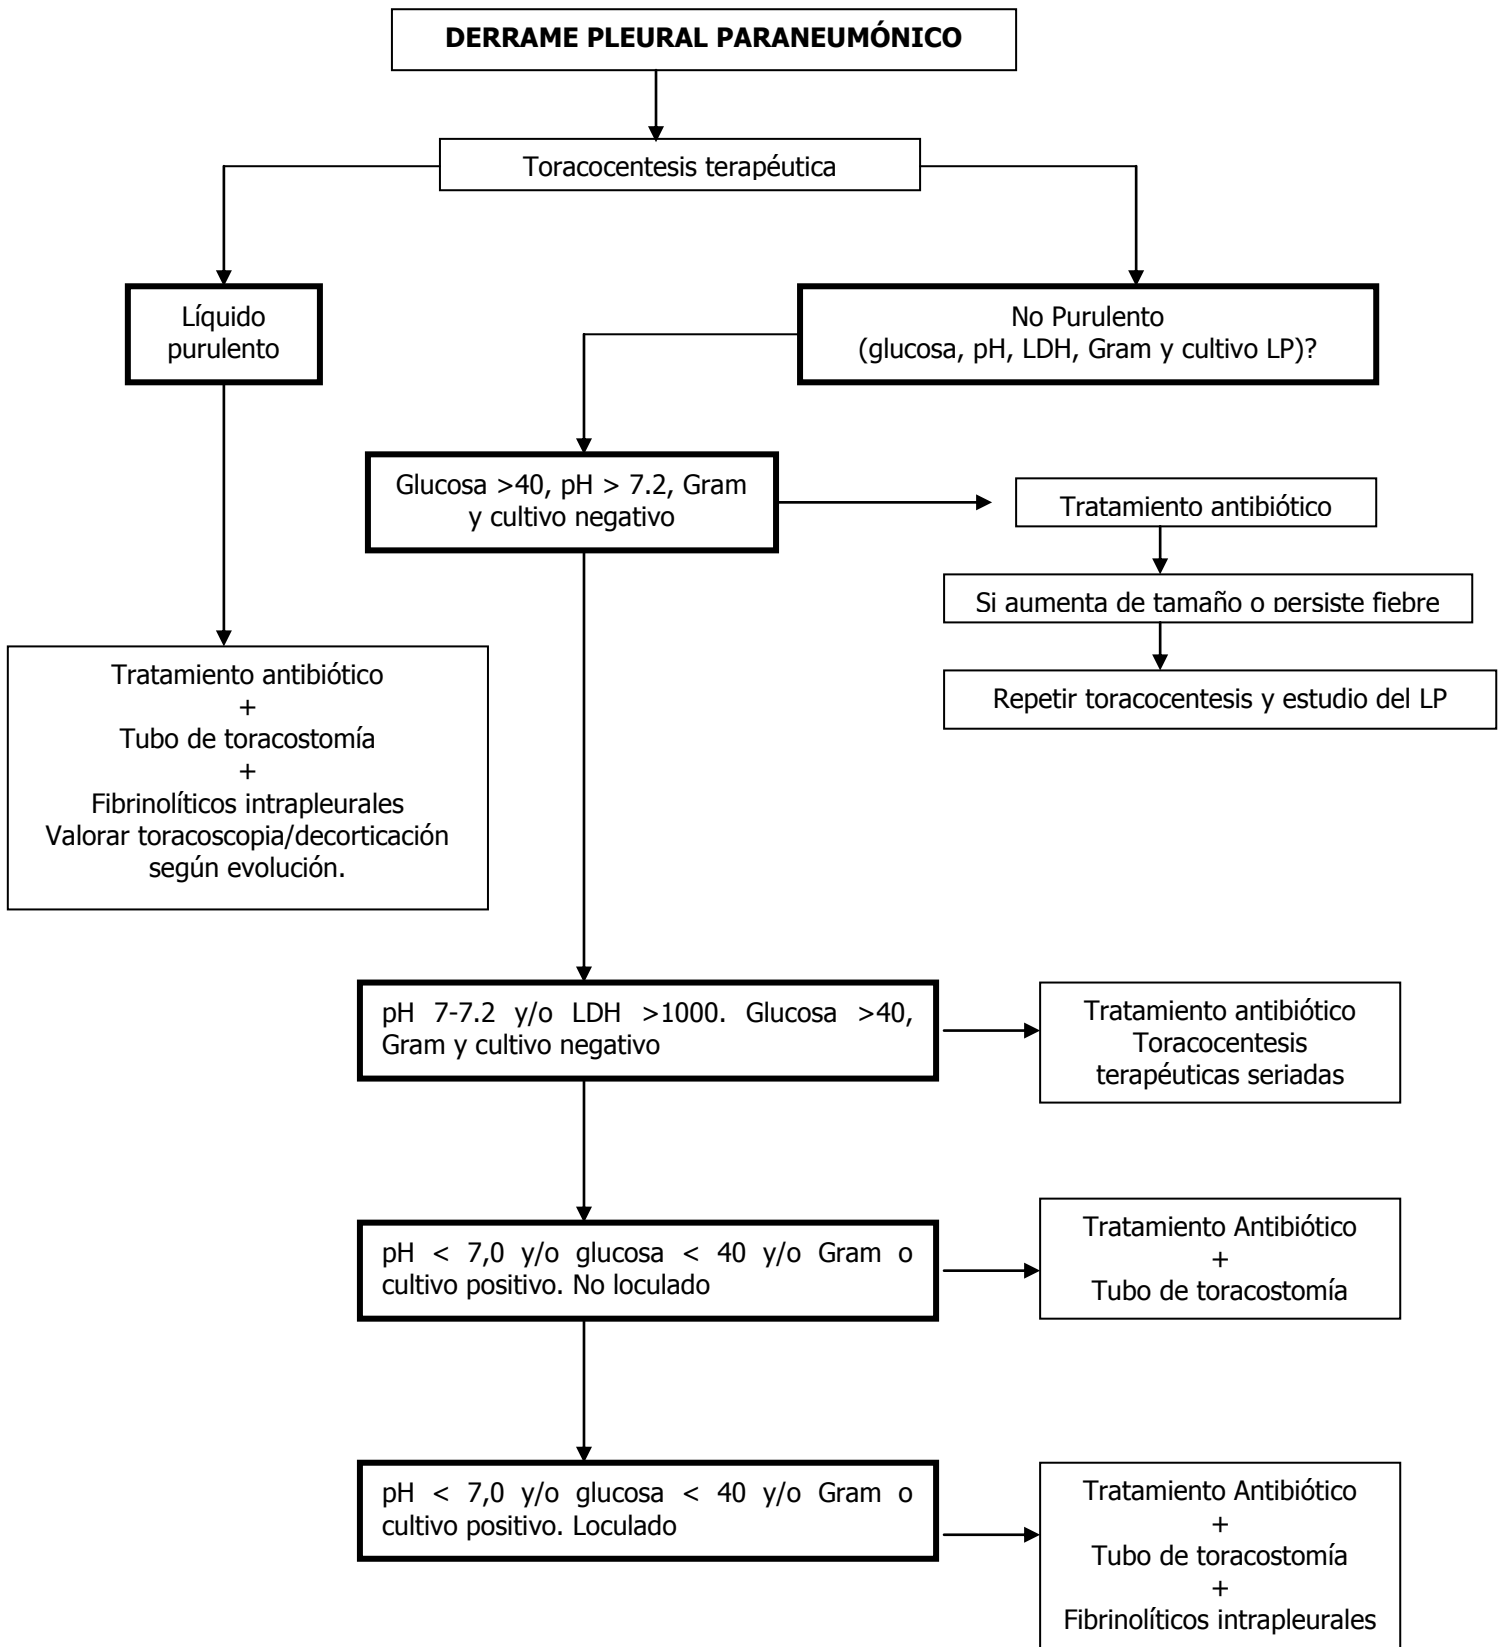 DERRAME PLEURAL PARANEUMÓNICO
Toracocentesis terapéutica
Líquido
purulento
No Purulento
(glucosa, pH, LDH, Gram y cultivo LP)?
Glucosa >40, pH > 7.2, Gram
y cultivo negativo
Tratamiento antibiótico
Si aumenta de tamaño o persiste fiebre
Repetir toracocentesis y estudio del LP
Tratamiento antibiótico
+
Tubo de toracostomía
+
Fibrinolíticos intrapleurales
Valorar toracoscopia/decorticación
según evolución.
pH 7-7.2 y/o LDH >1000. Glucosa >40,
Gram y cultivo negativo
Tratamiento antibiótico
Toracocentesis
terapéuticas seriadas
pH < 7,0 y/o glucosa < 40 y/o Gram o
cultivo positivo. No loculado
Tratamiento Antibiótico
+
Tubo de toracostomía
pH < 7,0 y/o glucosa < 40 y/o Gram o
cultivo positivo. Loculado
Tratamiento Antibiótico
+
Tubo de toracostomía
+
Fibrinolíticos intrapleurales